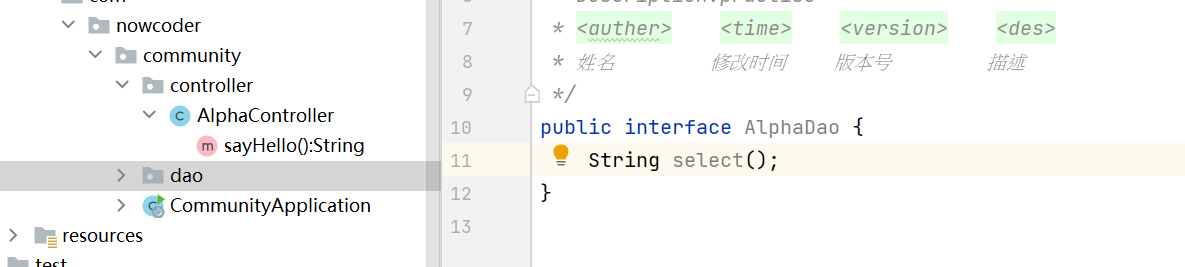 com
nowcoder
community
controller
AlphaController
sayHello():String
dao
CommunityApplication
resources
test
6 Description:practise
7 * <auther> <time> <version> <des>
8 * 姓名 修改时间 版本号 描述
9 */
10 public interface AlphaDao {
11 String select();
12 }
13